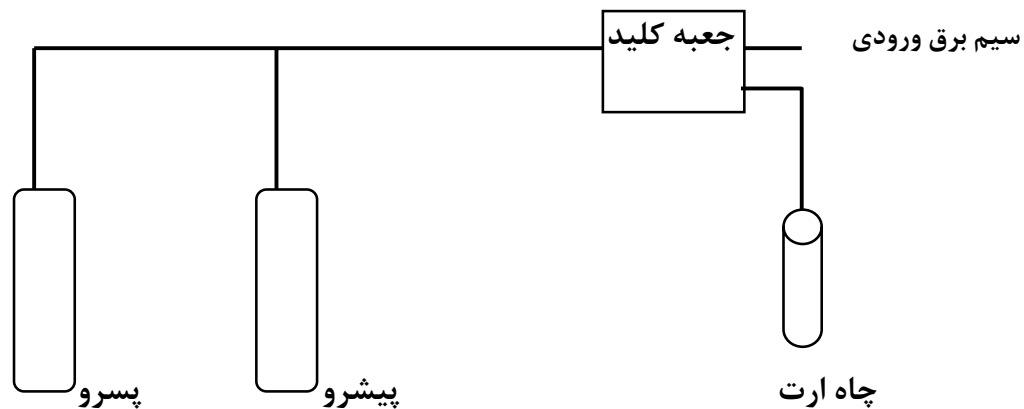 سیم برق ورودی
جعبه کلید
چاه ارت
پیشرو
پسرو